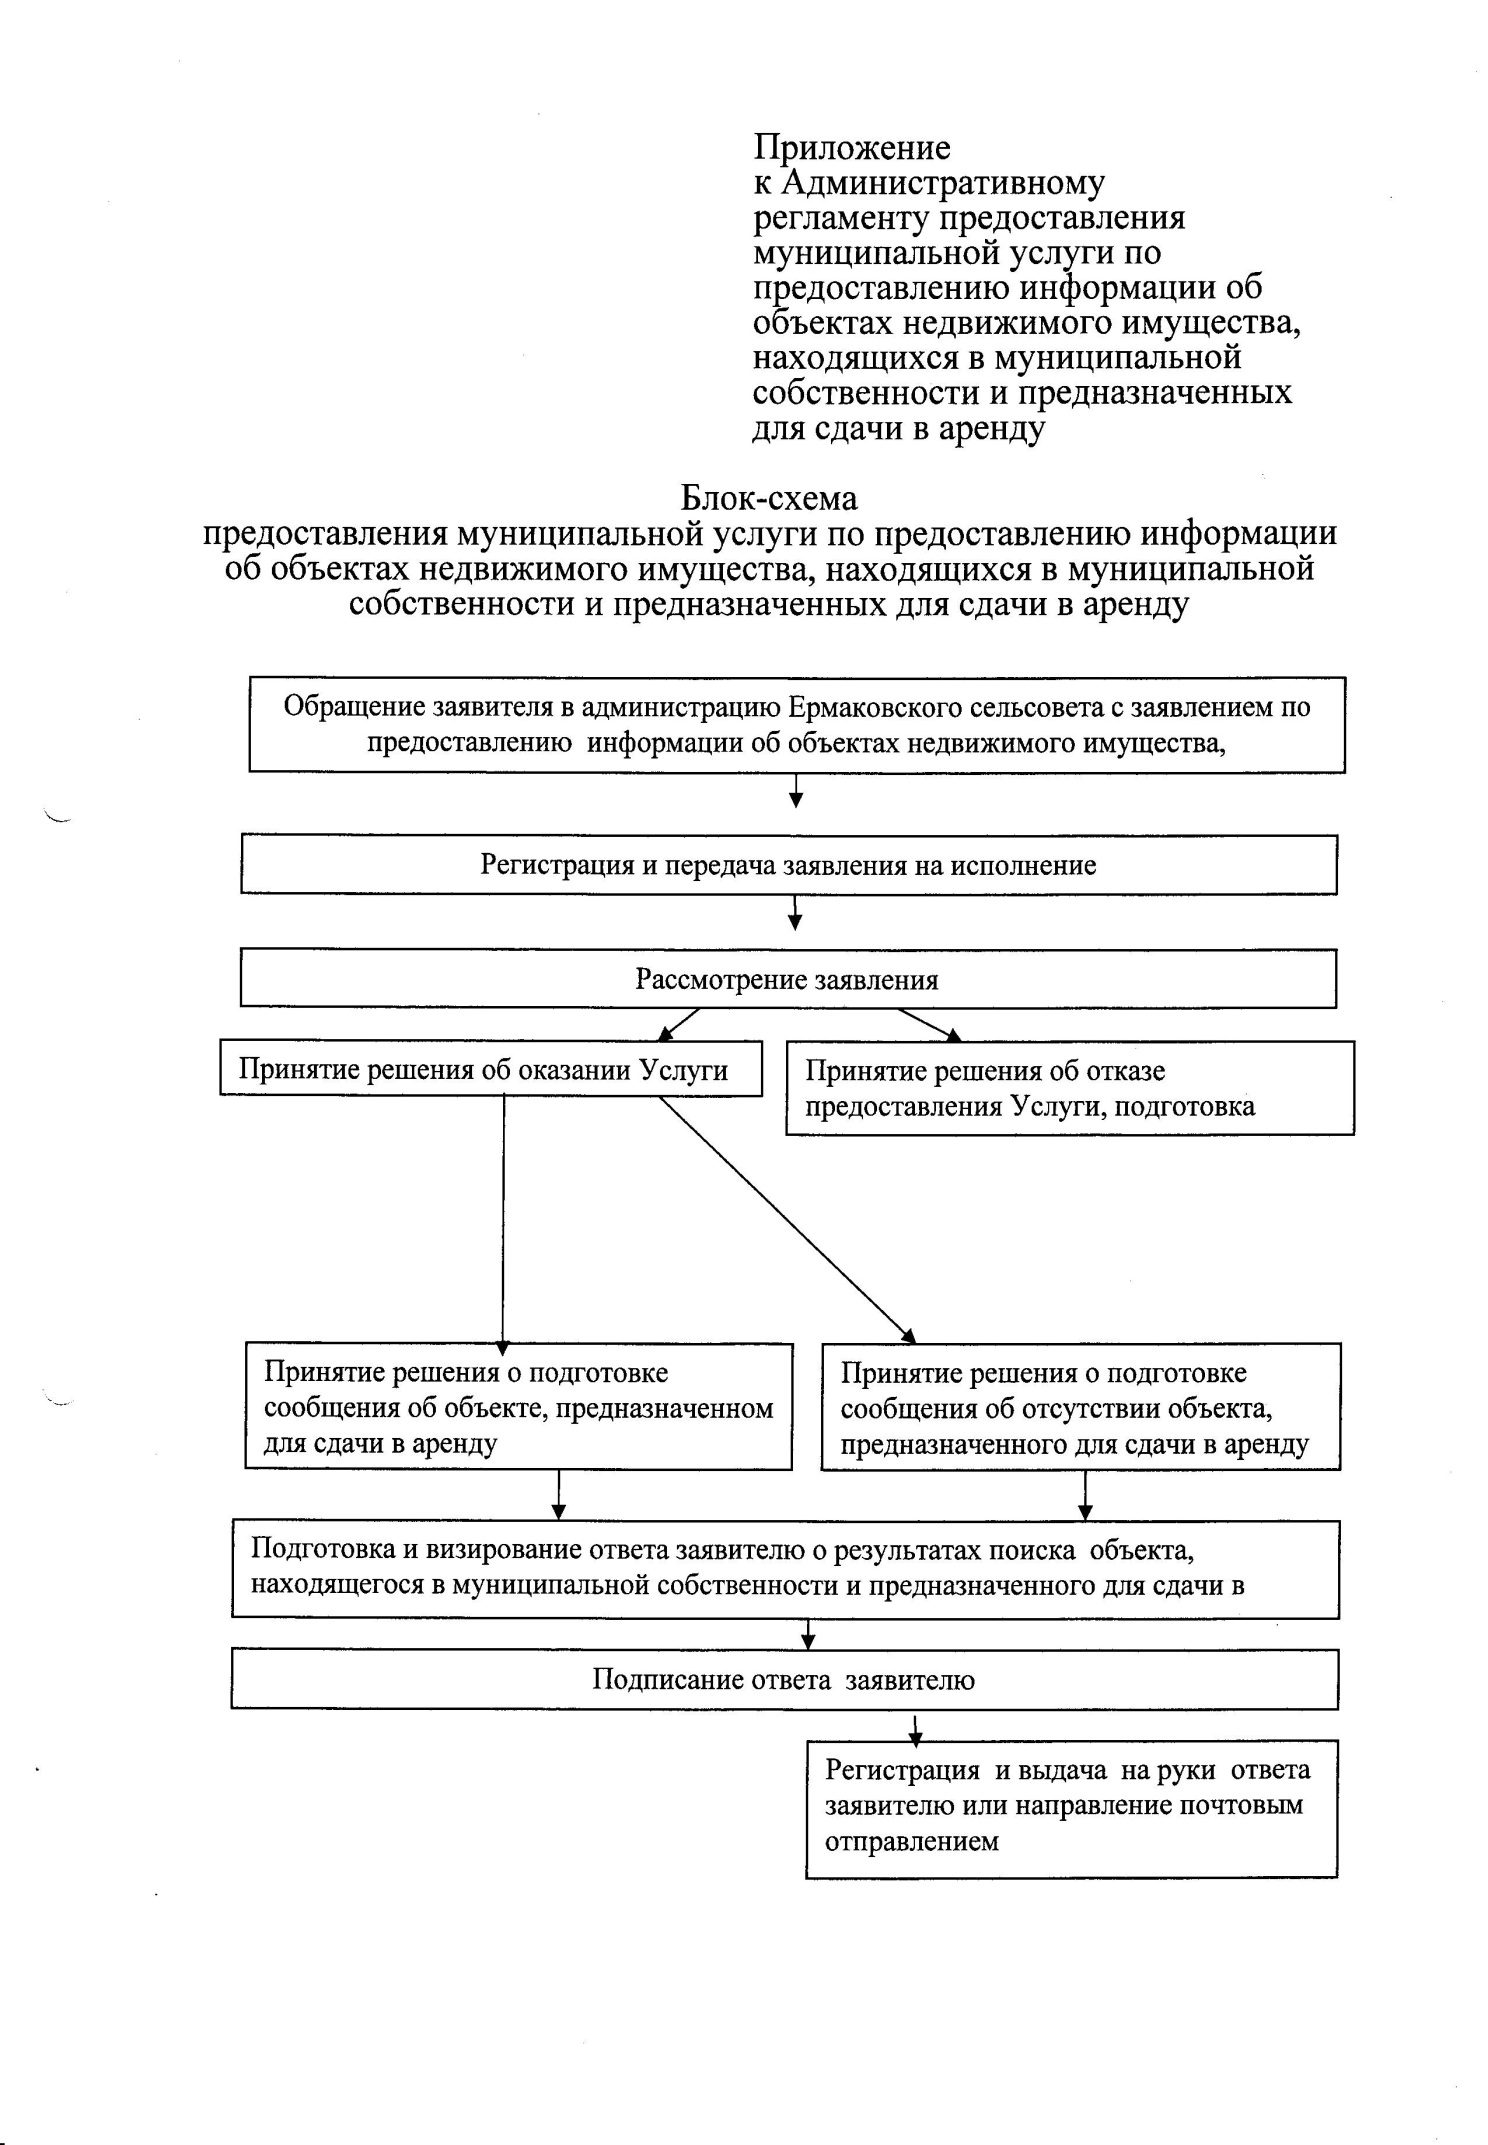 Приложение
к Административному
регламенту предоставления
муниципальной услуги по
предоставлению информации об
объектах недвижимого имущества,
находящихся в муниципальной
собственности и предназначенных
для сдачи в аренду
Блок-схема
предоставления муниципальной услуги по предоставлению информации
об объектах недвижимого имущества, находящихся в муниципальной
собственности и предназначенных для сдачи в аренду
Обращение заявителя в администрацию Ермаковского сельсовета с заявлением по
предоставлению информации об объектах недвижимого имущества,
Регистрация и передача заявления на исполнение
Рассмотрение заявления
Принятие решения об оказании Услуги
Принятие решения об отказе
предоставления Услуги, подготовка
Принятие решения о подготовке
сообщения об объекте, предназначенном
для сдачи в аренду
Принятие решения о подготовке
сообщения об отсутствии объекта,
предназначенного для сдачи в аренду
Подготовка и визирование ответа заявителю о результатах поиска объекта,
находящегося в муниципальной собственности и предназначенного для сдачи в
Подписание ответа заявителю
Регистрация и выдача на руки ответа
заявителю или направление почтовым
отправлением